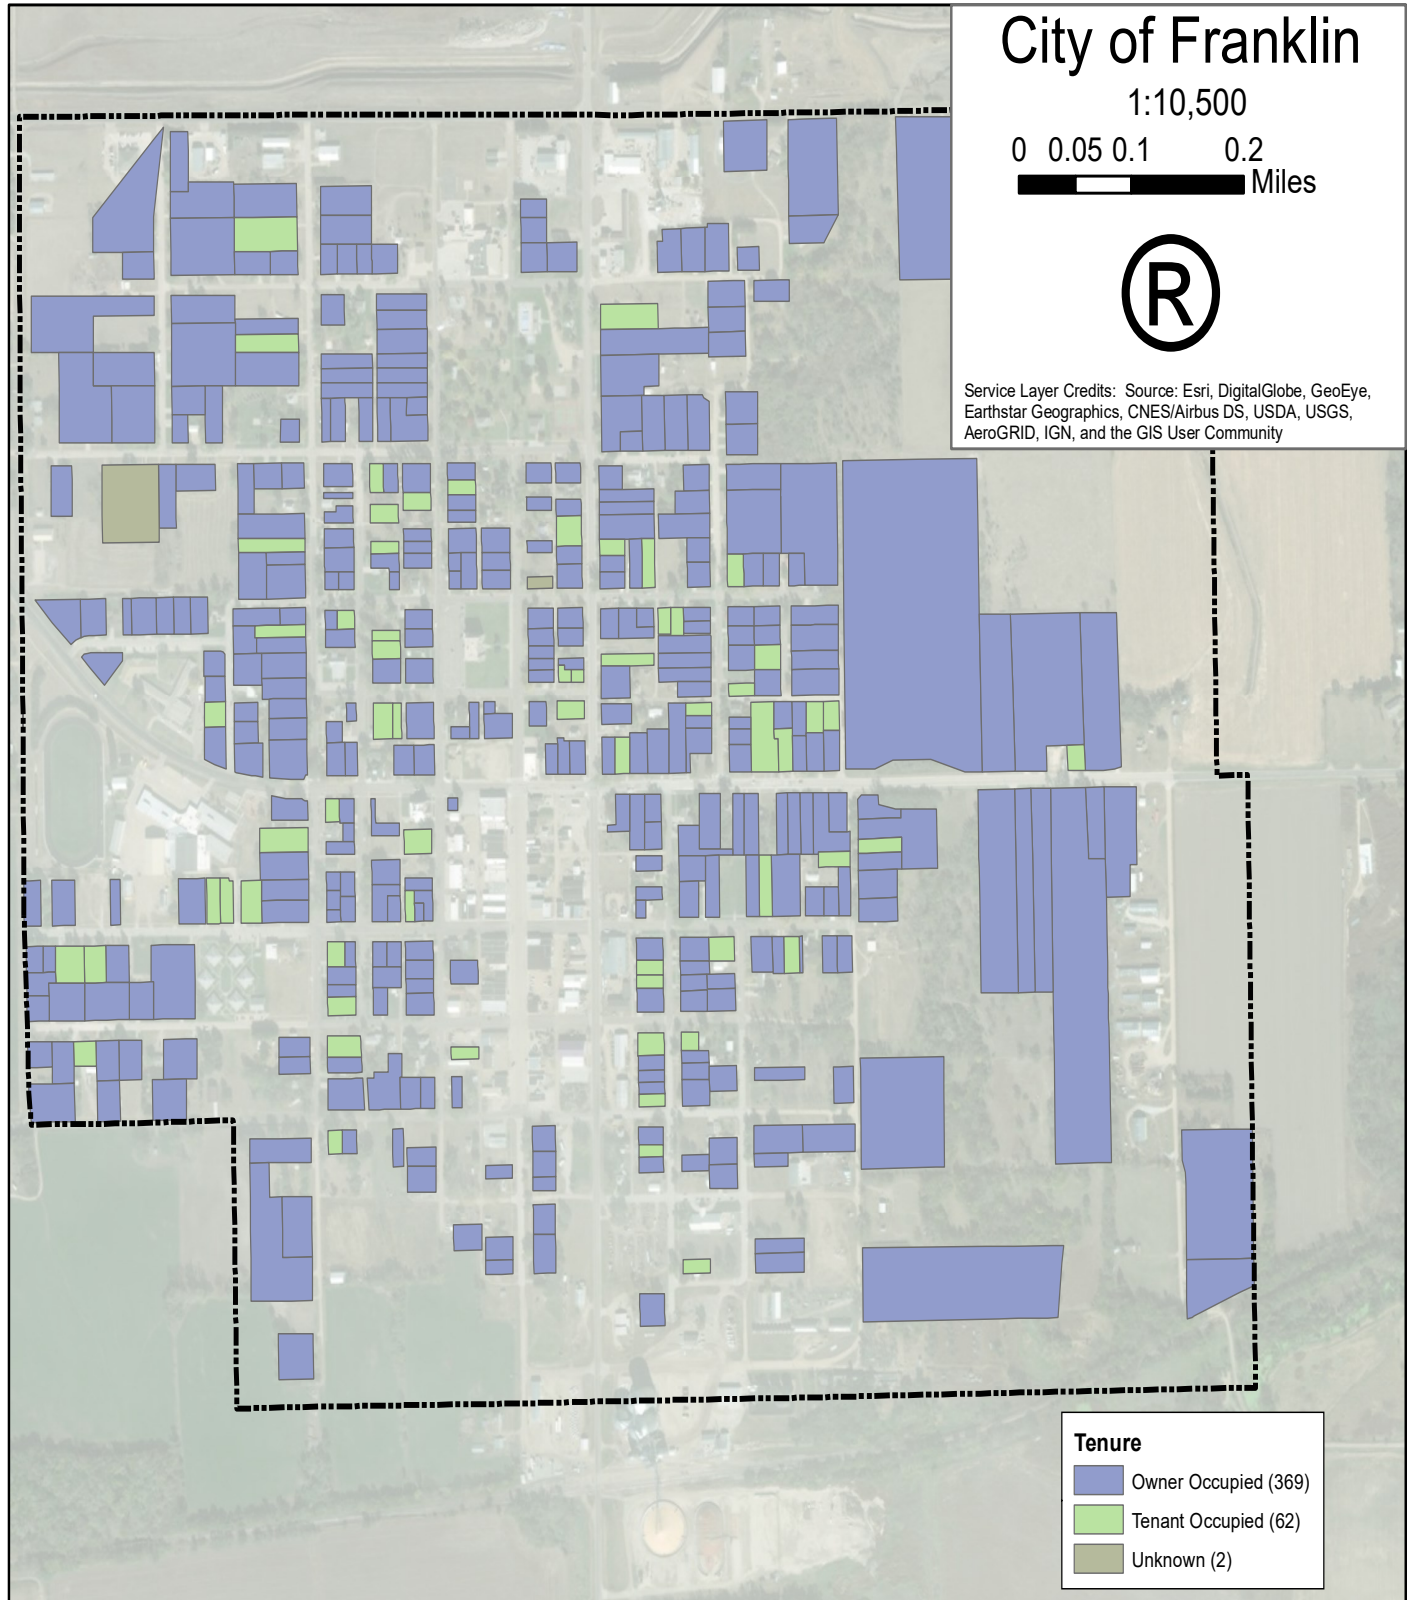 City of Franklin
1:10,500
0 0.05 0.1 0.2
Miles
®
Service Layer Credits: Source: Esri, DigitalGlobe, GeoEye,
Earthstar Geographics, CNES/Airbus DS, USDA, USGS,
AeroGRID, IGN, and the GIS User Community
Tenure
Owner Occupied (369)
Tenant Occupied (62)
Unknown (2)